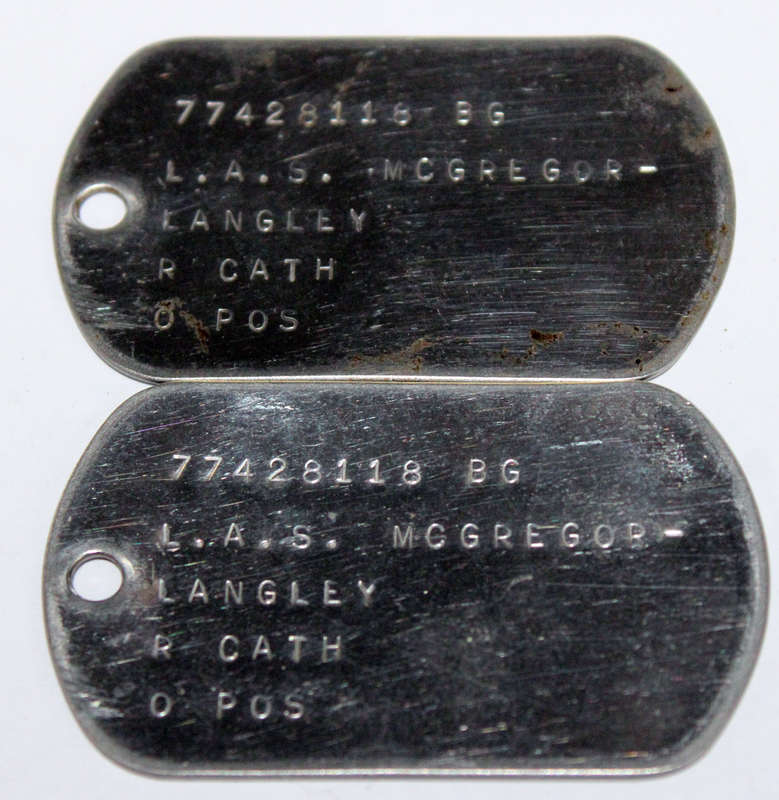 77428118 BG
L.A.S. MCGREGOR-
LANGLEY
R CATH
O POS
77428118 BG
L.A.S. MCGREGOR-
LANGLEY
R CATH
O POS